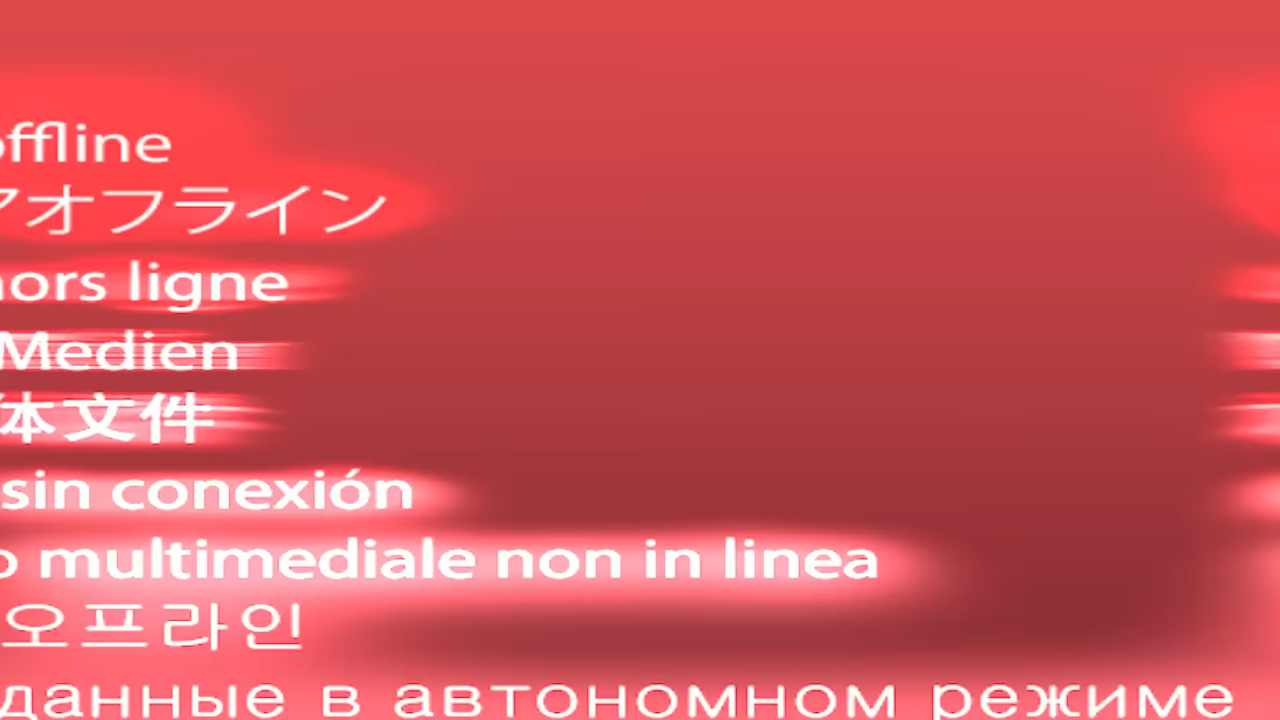 offline
アオフライン
hors ligne
Medien
体文件
sin conexión
o multimediale non in linea
오프라인
данные в автономном режиме